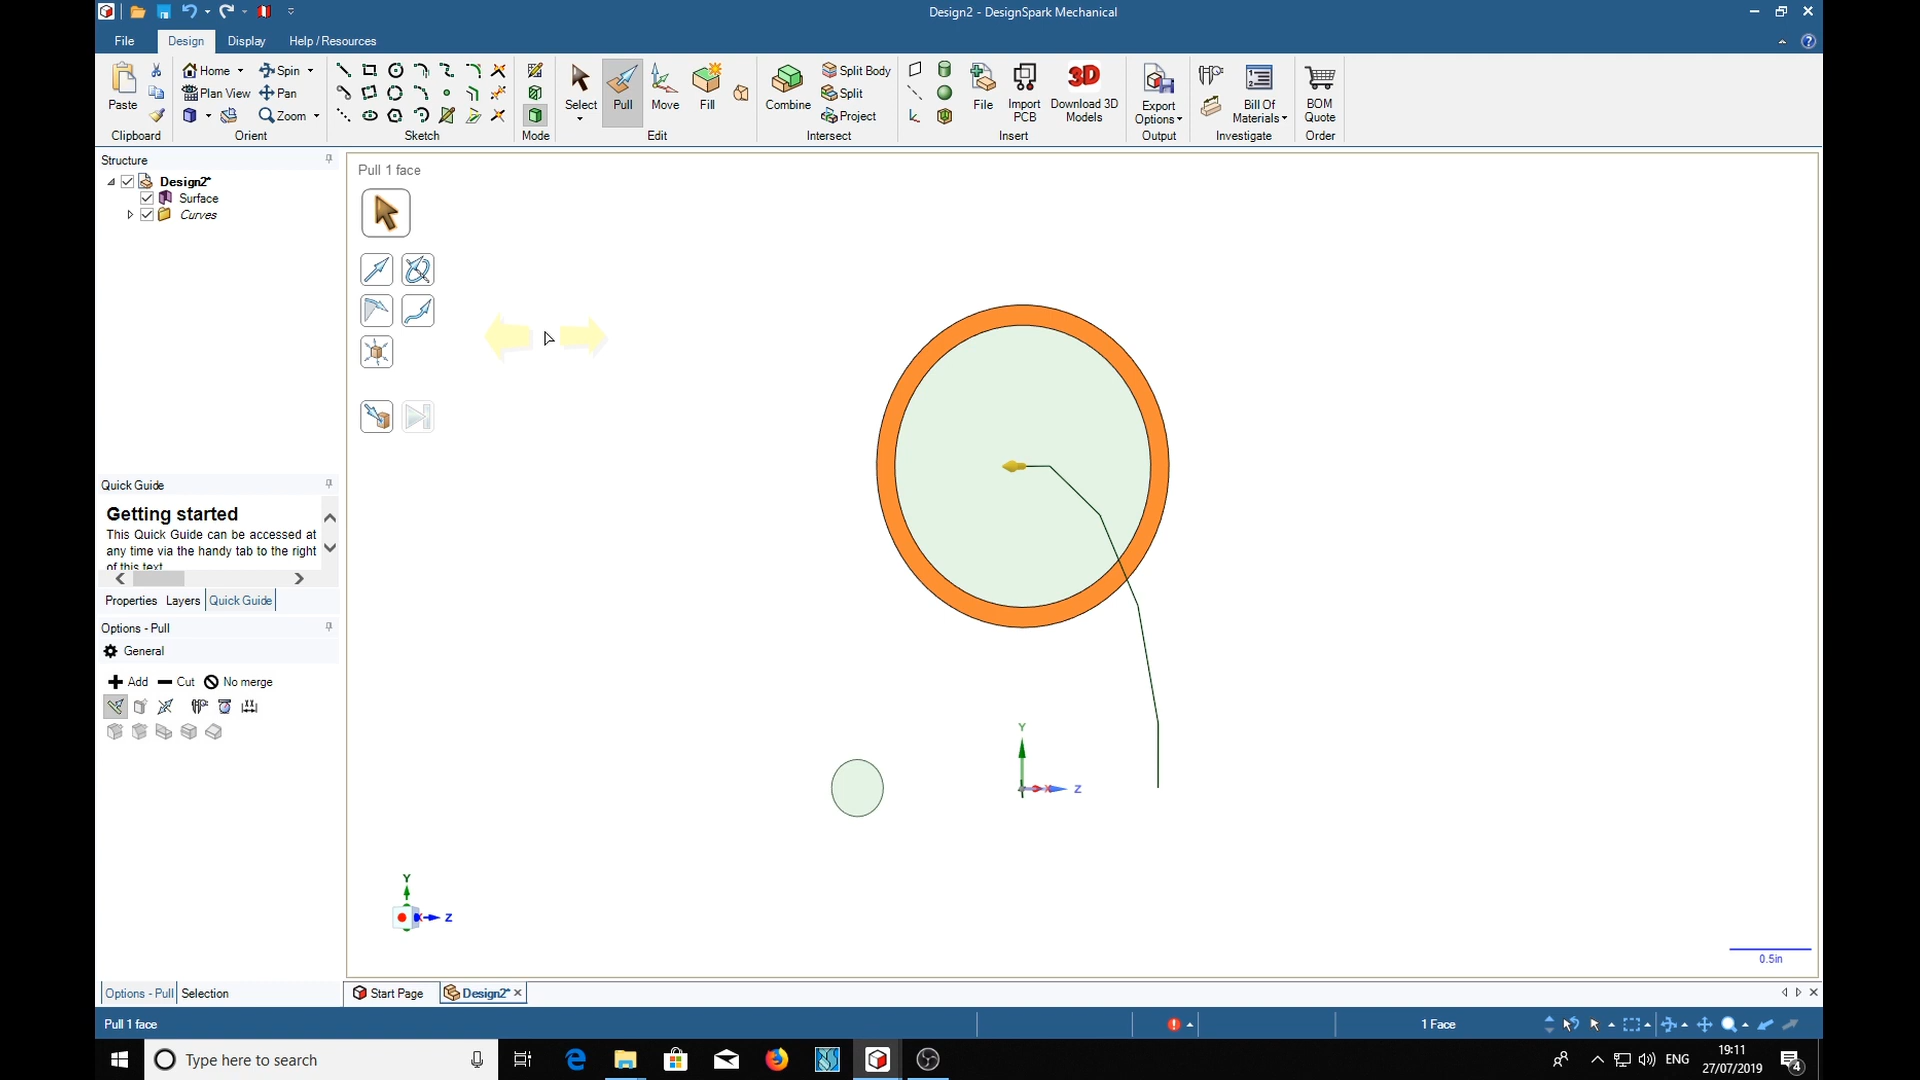 Design2 - DesignSpark Mechanical
File Design Display Help / Resources
Paste
Clipboard
Home Spin
Plan View Pan
Zoom
Orient
Sketch
Mode
Select Pull Move Fill
Edit
Combine
Split Body
Split
Project
Intersect
File
Import PCB
3D
Download 3D Models
Insert
Export Options
Output
Bill Of Materials
Investigate
BOM Quote
Order
Structure
Design2*
Surface
Curves
Pull 1 face
Quick Guide
Getting started
This Quick Guide can be accessed at
any time via the handy tab to the right
of this text
Properties Layers Quick Guide
Options - Pull
General
Add Cut No merge
Y
Z
Y
X Z
0.5in
Options - Pull Selection
Start Page Design2*
Pull 1 face
1 Face
Type here to search
ENG
19:11
27/07/2019
4